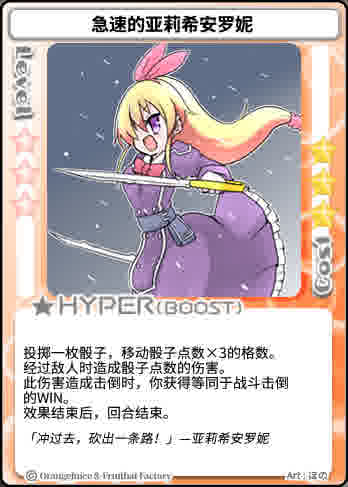 急速的亚莉希安罗妮
Level
Cost
★HYPER(BOOST)
投掷一枚骰子，移动骰子点数×3的格数。
经过敌人时造成骰子点数的伤害。
此伤害造成击倒时，你获得等同于战斗击倒
的WIN。
效果结束后，回合结束。
「冲过去，砍出一条路！」—亚莉希安罗妮
© OrangeJuice & Fruitbat Factory
Art : ほの